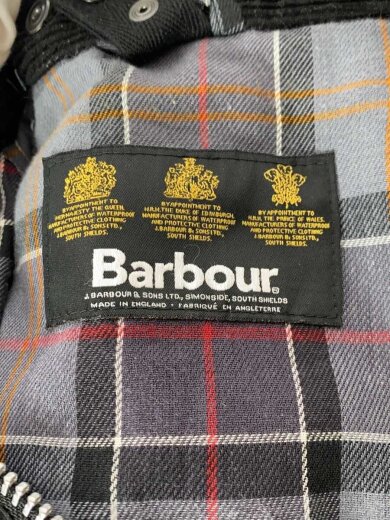 BY APPOINTMENT TO
HER MAJESTY THE QUEEN,
MANUFACTURERS OF WATERPROOF
AND PROTECTIVE CLOTHING
J.BARBOUR & SONS LTD,
SOUTH SHIELDS.
BY APPOINTMENT TO
H.R.H. THE DUKE OF EDINBURGH,
MANUFACTURERS OF WATERPROOF
AND PROTECTIVE CLOTHING
J.BARBOUR & SONS LTD,
SOUTH SHIELDS.
BY APPOINTMENT TO
H.R.H. THE PRINCE OF WALES,
MANUFACTURERS OF WATERPROOF
AND PROTECTIVE CLOTHING
J.BARBOUR & SONS LTD,
SOUTH SHIELDS.
Barbour®
J.BARBOUR & SONS LTD, SIMONSIDE, SOUTH SHIELDS
MADE IN ENGLAND • FABRIQUÉ EN ANGLETERRE